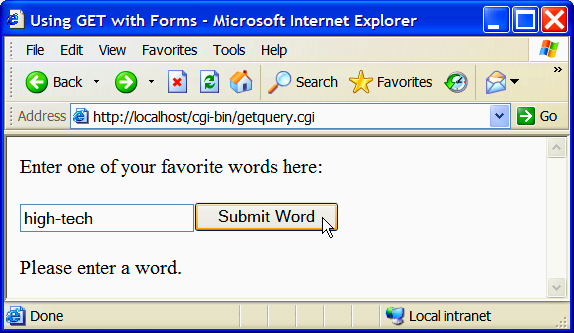 Using GET with Forms - Microsoft Internet Explorer
File Edit View Favorites Tools Help
Back Search Favorites »
Address http://localhost/cgi-bin/getquery.cgi Go
Enter one of your favorite words here:
high-tech Submit Word
Please enter a word.
Done Local intranet